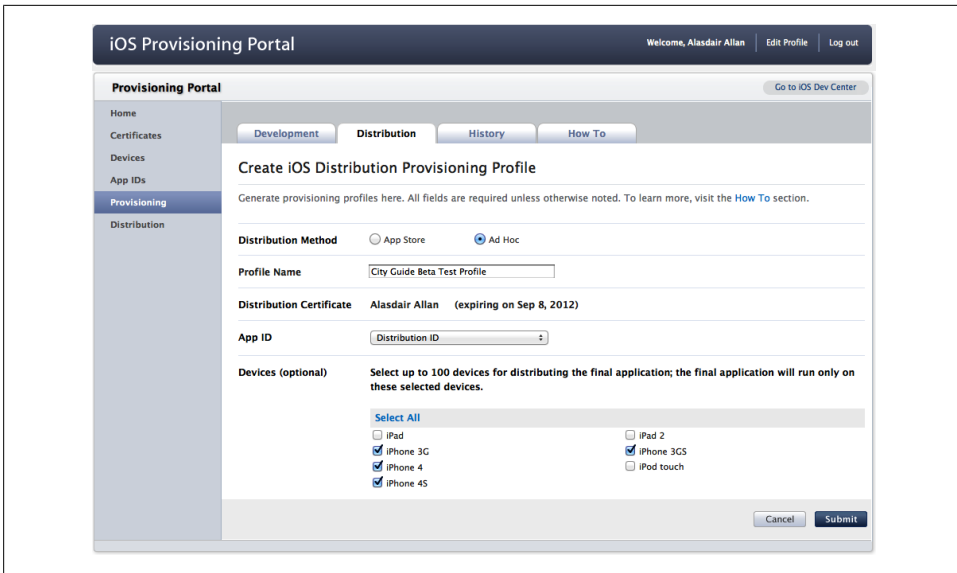 iOS Provisioning Portal
Welcome, Alasdair Allan
Edit Profile
Log out
Provisioning Portal
Go to iOS Dev Center
Home
Certificates
Devices
App IDs
Provisioning
Distribution
Development
Distribution
History
How To
Create iOS Distribution Provisioning Profile
Generate provisioning profiles here. All fields are required unless otherwise noted. To learn more, visit the How To section.
Distribution Method
App Store
Ad Hoc
Profile Name
City Guide Beta Test Profile
Distribution Certificate
Alasdair Allan (expiring on Sep 8, 2012)
App ID
Distribution ID
Devices (optional)
Select up to 100 devices for distributing the final application; the final application will run only on
these selected devices.
Select All
iPad
iPad 2
iPhone 3G
iPhone 3GS
iPhone 4
iPod touch
iPhone 4S
Cancel
Submit